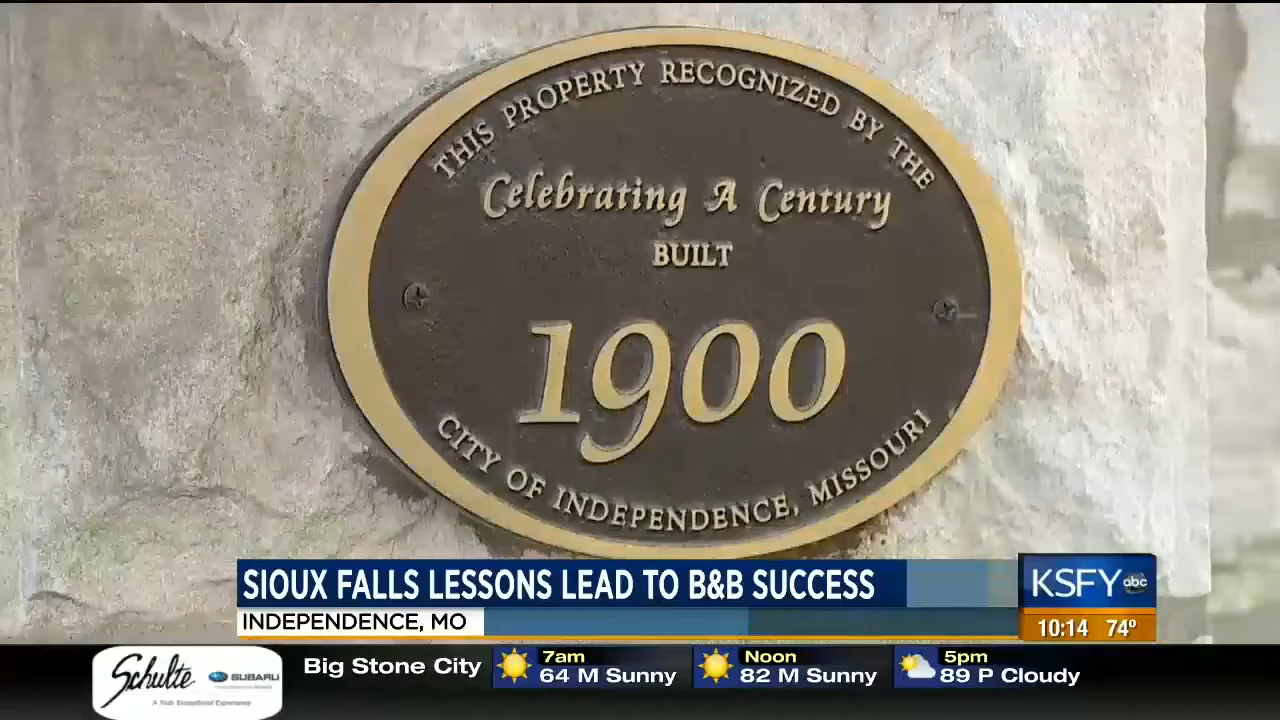 THIS PROPERTY RECOGNIZED BY THE
Celebrating A Century
BUILT
1900
CITY OF INDEPENDENCE, MISSOURI
SIOUX FALLS LESSONS LEAD TO B&B SUCCESS
INDEPENDENCE, MO
KSFY abc
10:14 74°
Schulte SUBARU
Big Stone City
7am
64 M Sunny
Noon
82 M Sunny
5pm
89 P Cloudy